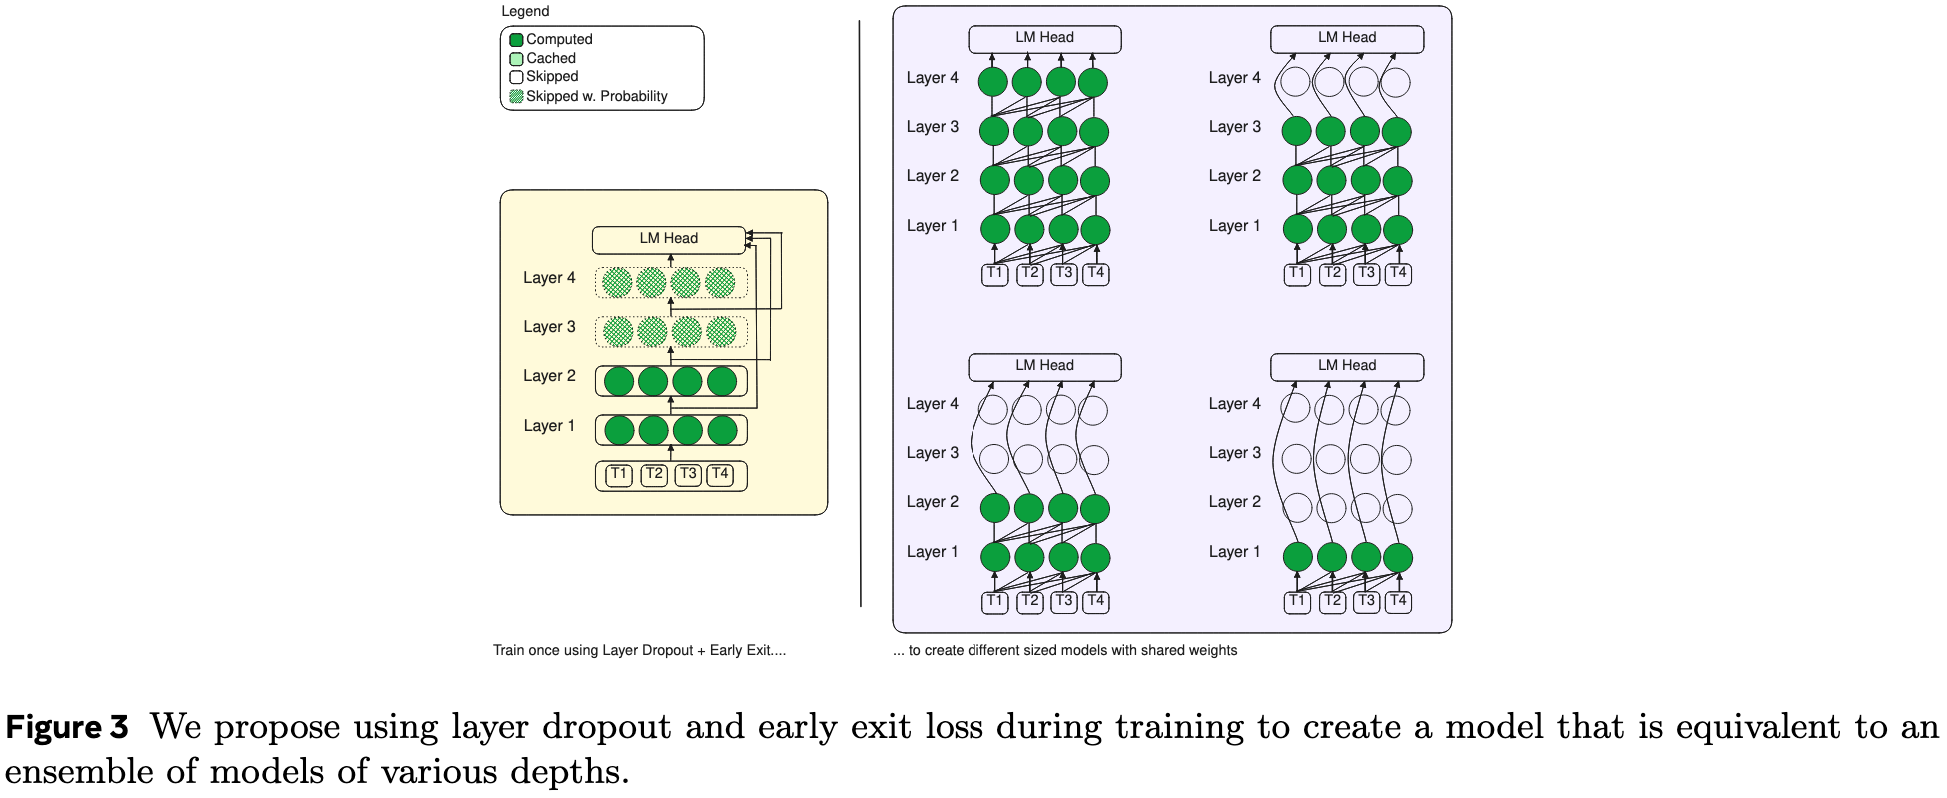 Legend
Computed
Cached
Skipped
Skipped w. Probability
LM Head
Layer 4
Layer 3
Layer 2
Layer 1
T1 T2 T3 T4
Train once using Layer Dropout + Early Exit....
LM Head
Layer 4
Layer 3
Layer 2
Layer 1
T1 T2 T3 T4
LM Head
Layer 4
Layer 3
Layer 2
Layer 1
T1 T2 T3 T4
LM Head
Layer 4
Layer 3
Layer 2
Layer 1
T1 T2 T3 T4
LM Head
Layer 4
Layer 3
Layer 2
Layer 1
T1 T2 T3 T4
... to create different sized models with shared weights
Figure 3 We propose using layer dropout and early exit loss during training to create a model that is equivalent to an
ensemble of models of various depths.